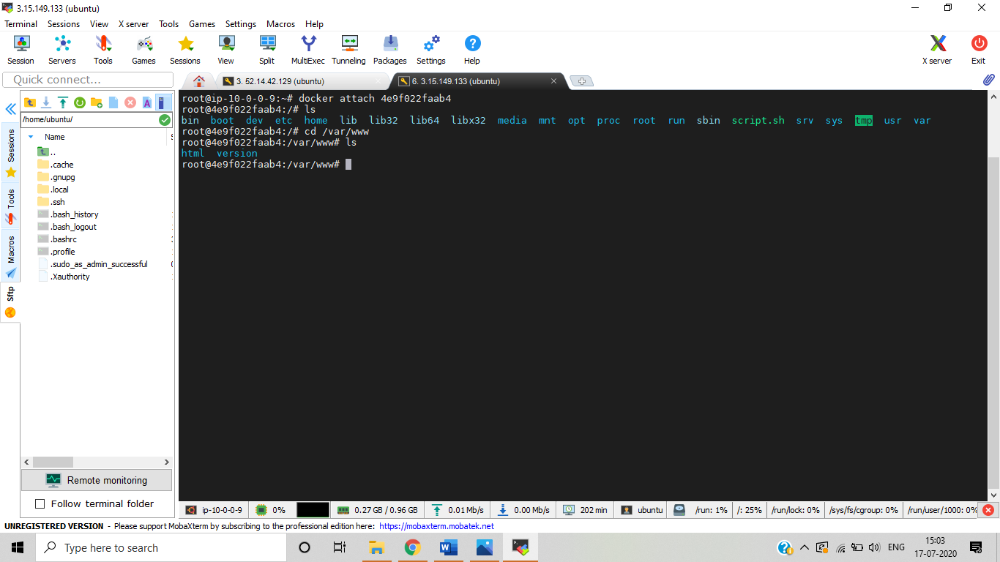 3.15.149.133 (ubuntu)
Terminal Sessions View X server Tools Games Settings Macros Help
Session Servers Tools Games Sessions View Split MultiExec Tunneling Packages Settings Help X server Exit
Quick connect...
3. 52.14.42.129 (ubuntu)
6. 3.15.149.133 (ubuntu)
/home/ubuntu/
Name
..
.cache
.gnupg
.local
.ssh
.bash_history
.bash_logout
.bashrc
.profile
.sudo_as_admin_successful
.Xauthority
Sessions
Tools
Macros
Sftp
Remote monitoring
Follow terminal folder
root@ip-10-0-0-9:~# docker attach 4e9f022faab4
root@4e9f022faab4:/# ls
bin boot dev etc home lib lib32 lib64 libx32 media mnt opt proc root run sbin script.sh srv sys tmp usr var
root@4e9f022faab4:/# cd /var/www
root@4e9f022faab4:/var/www# ls
html version
root@4e9f022faab4:/var/www#
ip-10-0-0-9 0% 0.27 GB / 0.96 GB 0.01 Mb/s 0.00 Mb/s 202 min ubuntu /run: 1% /: 25% /run/lock: 0% /sys/fs/cgroup: 0% /run/user/1000: 0%
UNREGISTERED VERSION - Please support MobaXterm by subscribing to the professional edition here: https://mobaxterm.mobatek.net
Type here to search
ENG
15:03
17-07-2020